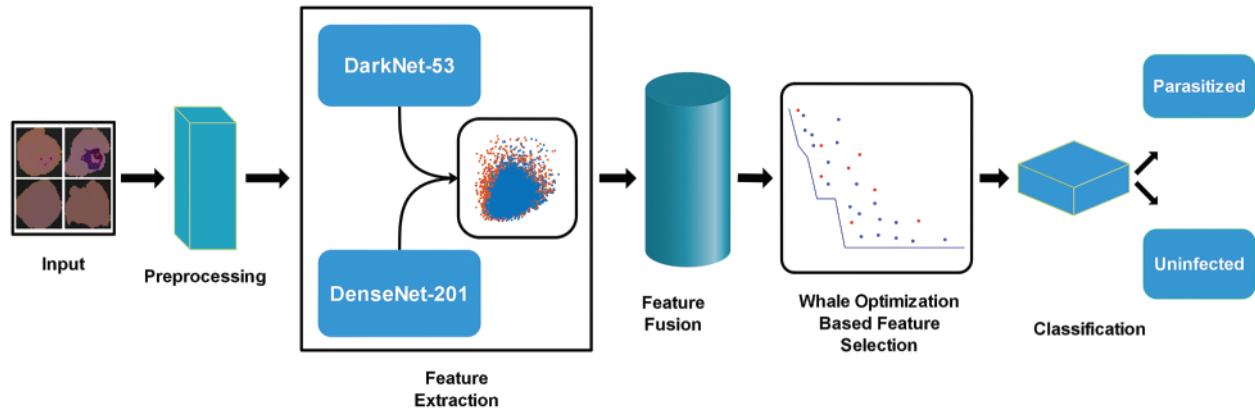 Input
Preprocessing
DarkNet-53
DenseNet-201
Feature
Extraction
Feature
Fusion
Whale Optimization
Based Feature
Selection
Classification
Parasitized
Uninfected